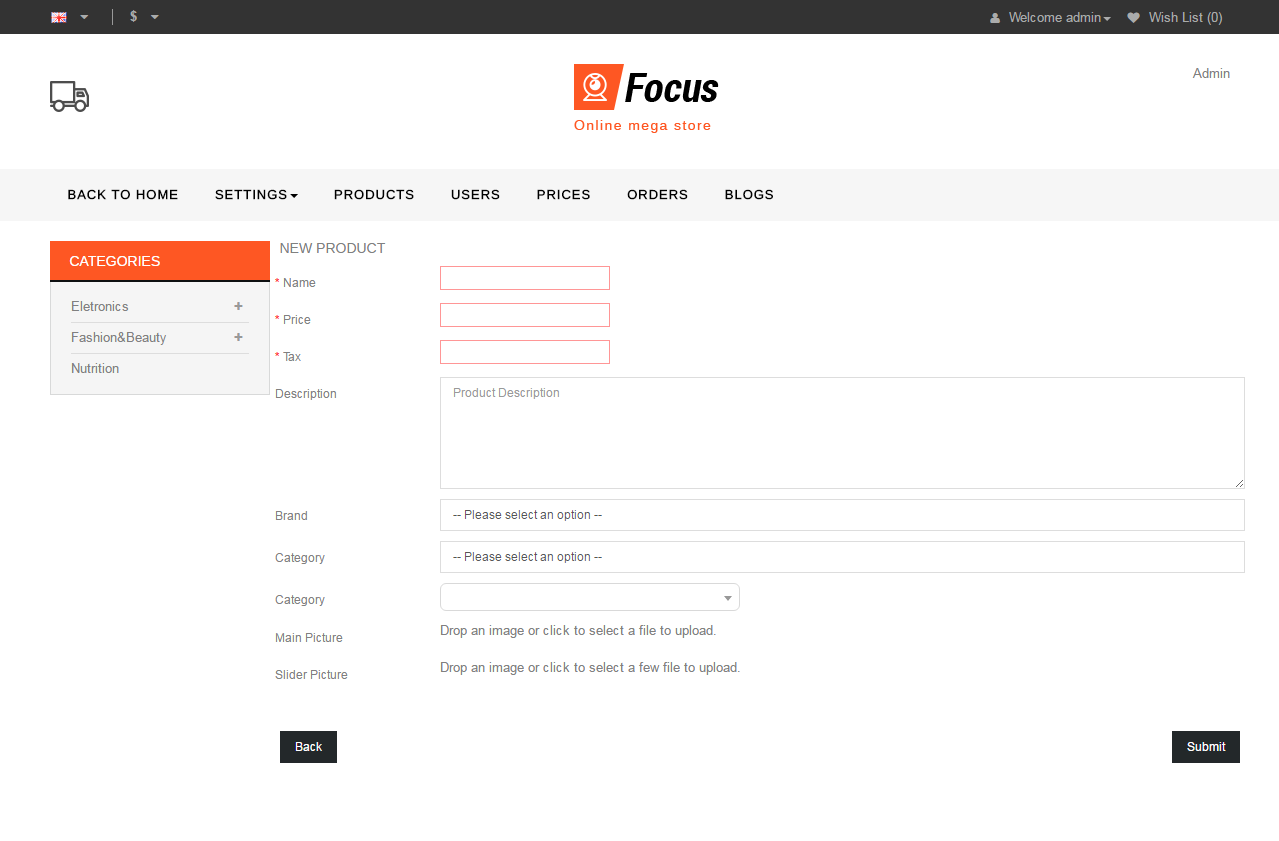 $ Welcome admin Wish List (0)
Admin
Focus
Online mega store
BACK TO HOME SETTINGS PRODUCTS USERS PRICES ORDERS BLOGS
CATEGORIES
Eletronics
Fashion&Beauty
Nutrition
NEW PRODUCT
* Name
* Price
* Tax
Description Product Description
Brand -- Please select an option --
Category -- Please select an option --
Category
Main Picture Drop an image or click to select a file to upload.
Slider Picture Drop an image or click to select a few file to upload.
Back Submit